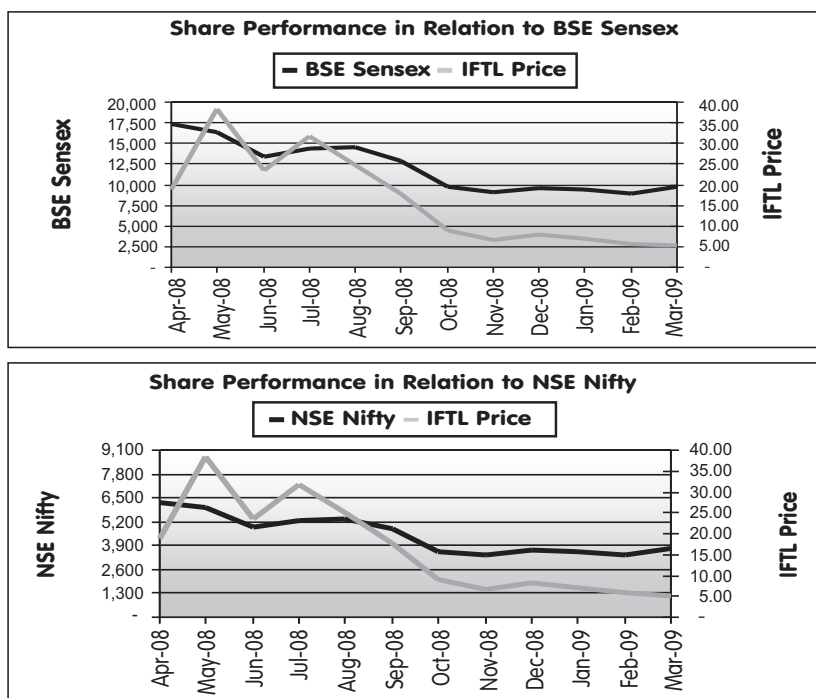 Share Performance in Relation to BSE Sensex
BSE Sensex IFTL Price
BSE Sensex
20,000
17,500
15,000
12,500
10,000
7,500
5,000
2,500
-
40.00
35.00
30.00
25.00
20.00
15.00
10.00
5.00
-
IFTL Price
Apr-08
May-08
Jun-08
Jul-08
Aug-08
Sep-08
Oct-08
Nov-08
Dec-08
Jan-09
Feb-09
Mar-09
Share Performance in Relation to NSE Nifty
NSE Nifty IFTL Price
NSE Nifty
9,100
7,800
6,500
5,200
3,900
2,600
1,300
-
40.00
35.00
30.00
25.00
20.00
15.00
10.00
5.00
-
IFTL Price
Apr-08
May-08
Jun-08
Jul-08
Aug-08
Sep-08
Oct-08
Nov-08
Dec-08
Jan-09
Feb-09
Mar-09